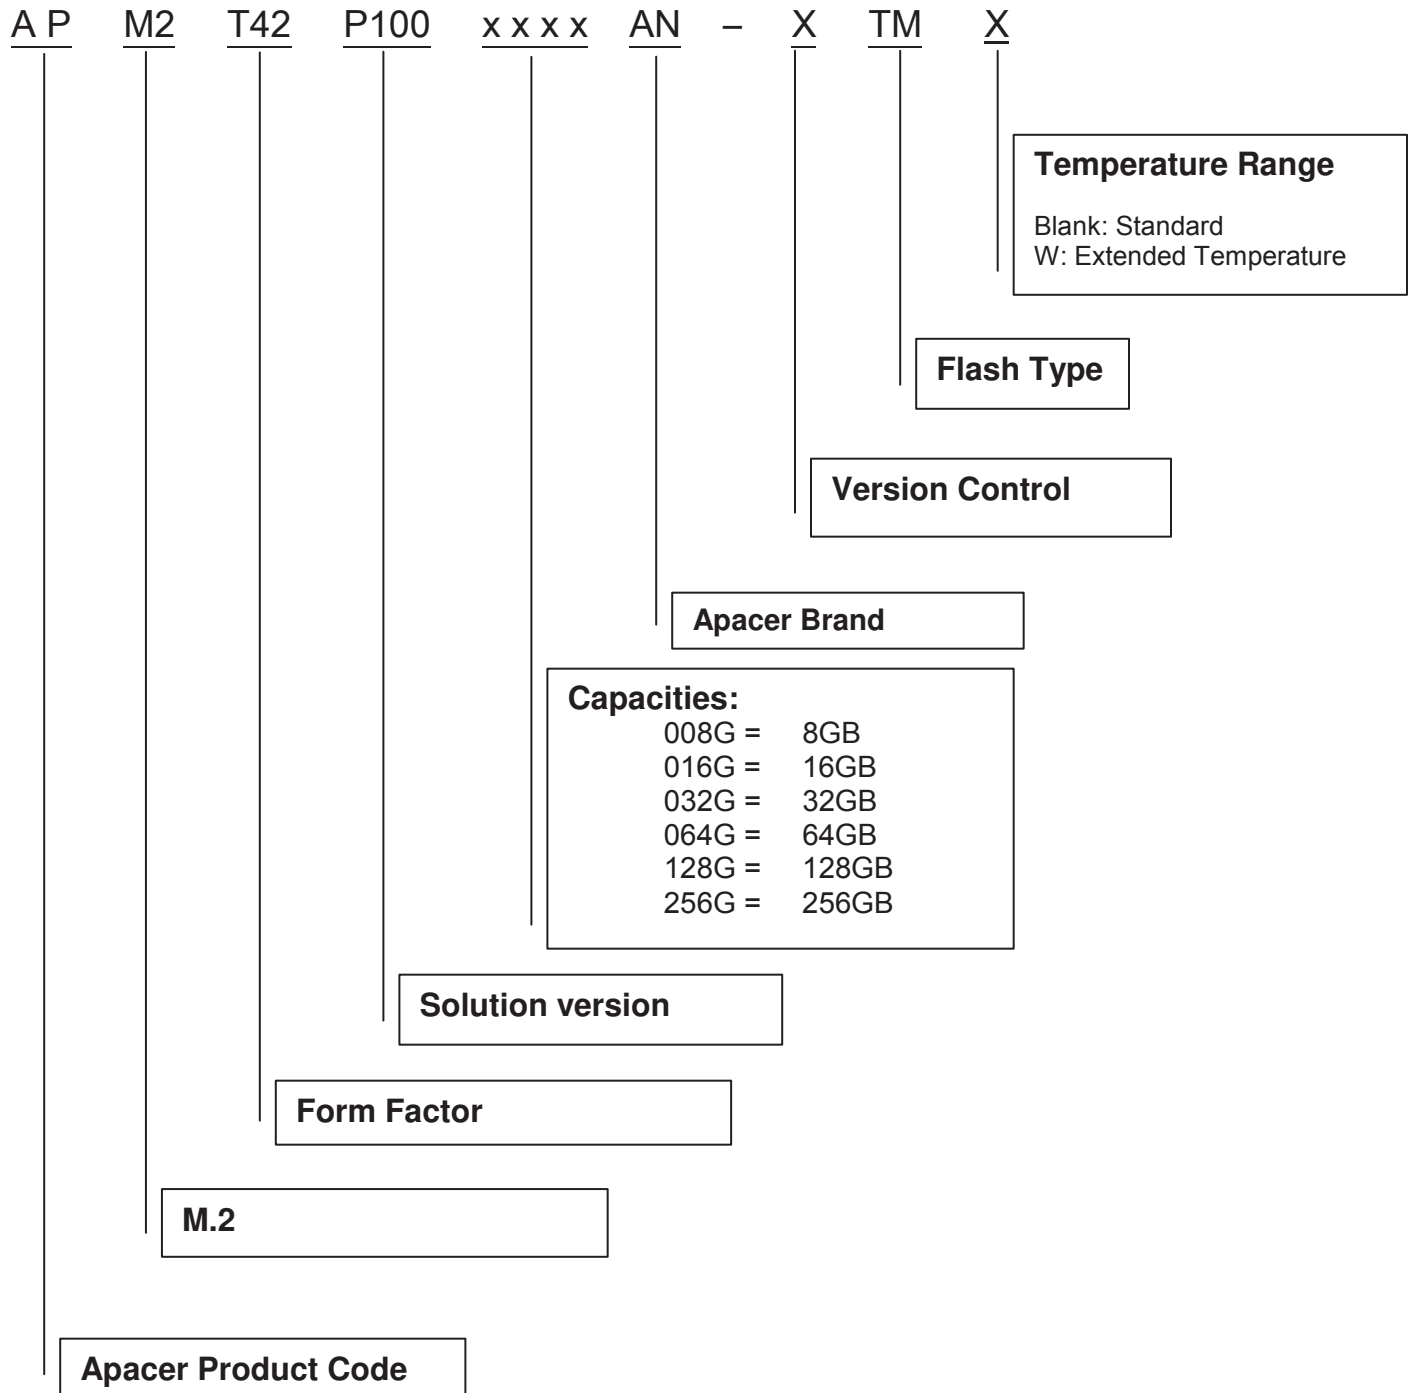 A P M2 T42 P100 x x x x AN – X TM X
Temperature Range
Blank: Standard
W: Extended Temperature
Flash Type
Version Control
Apacer Brand
Capacities:
008G = 8GB
016G = 16GB
032G = 32GB
064G = 64GB
128G = 128GB
256G = 256GB
Solution version
Form Factor
M.2
Apacer Product Code